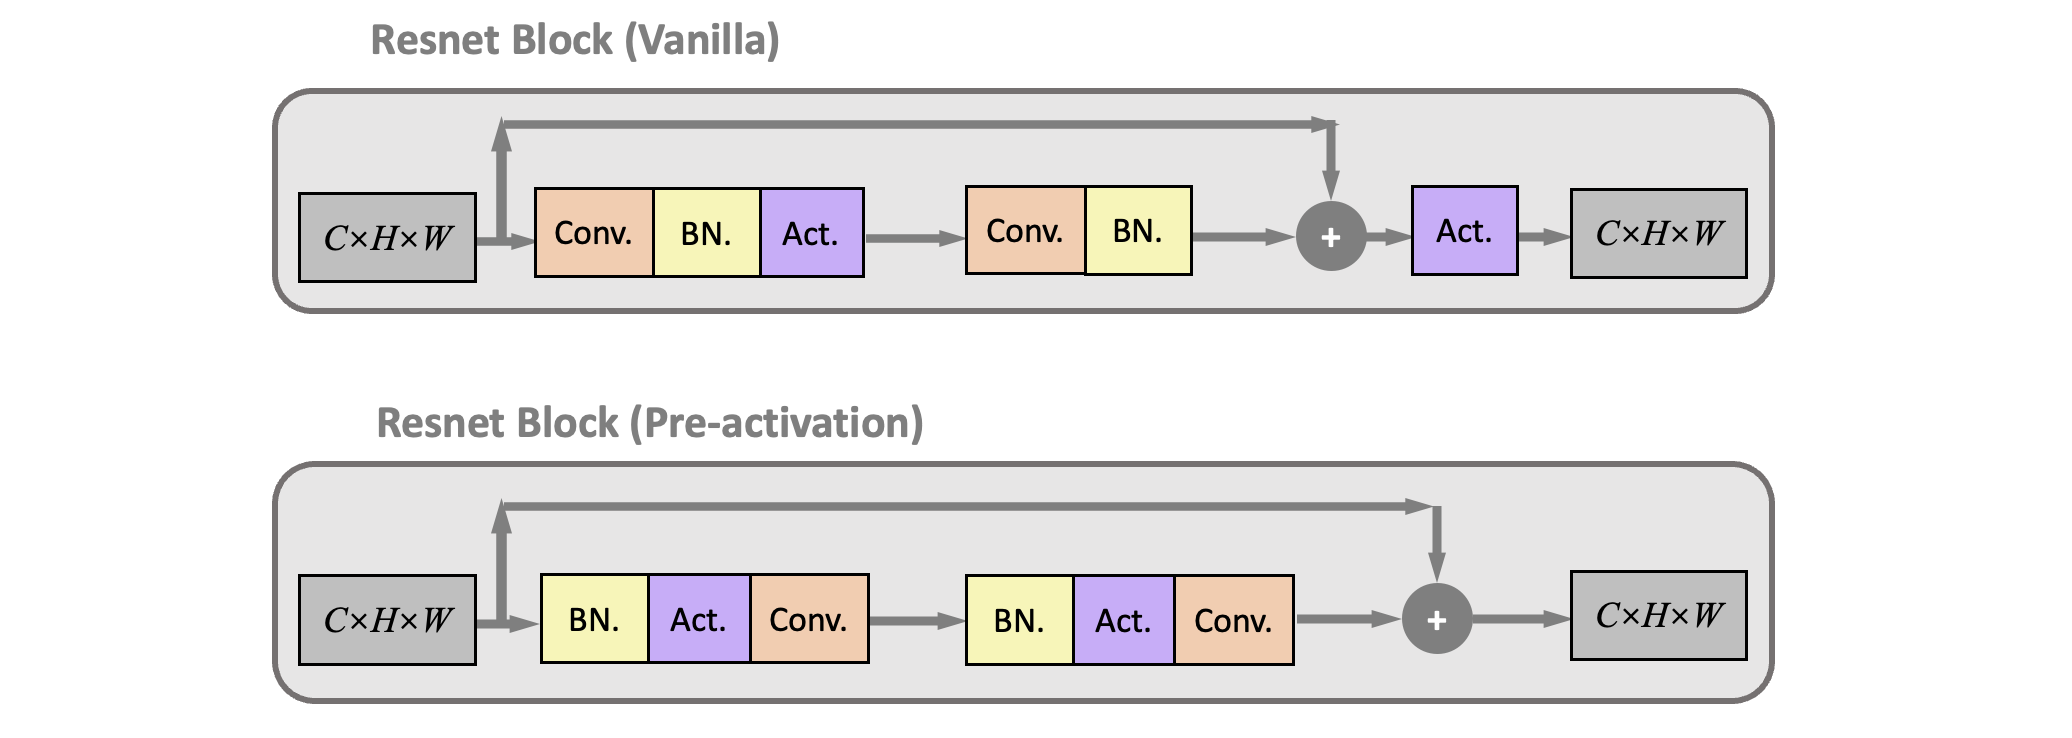 Resnet Block (Vanilla)
C×H×W Conv. BN. Act. Conv. BN. + Act. C×H×W
Resnet Block (Pre-activation)
C×H×W BN. Act. Conv. BN. Act. Conv. + C×H×W